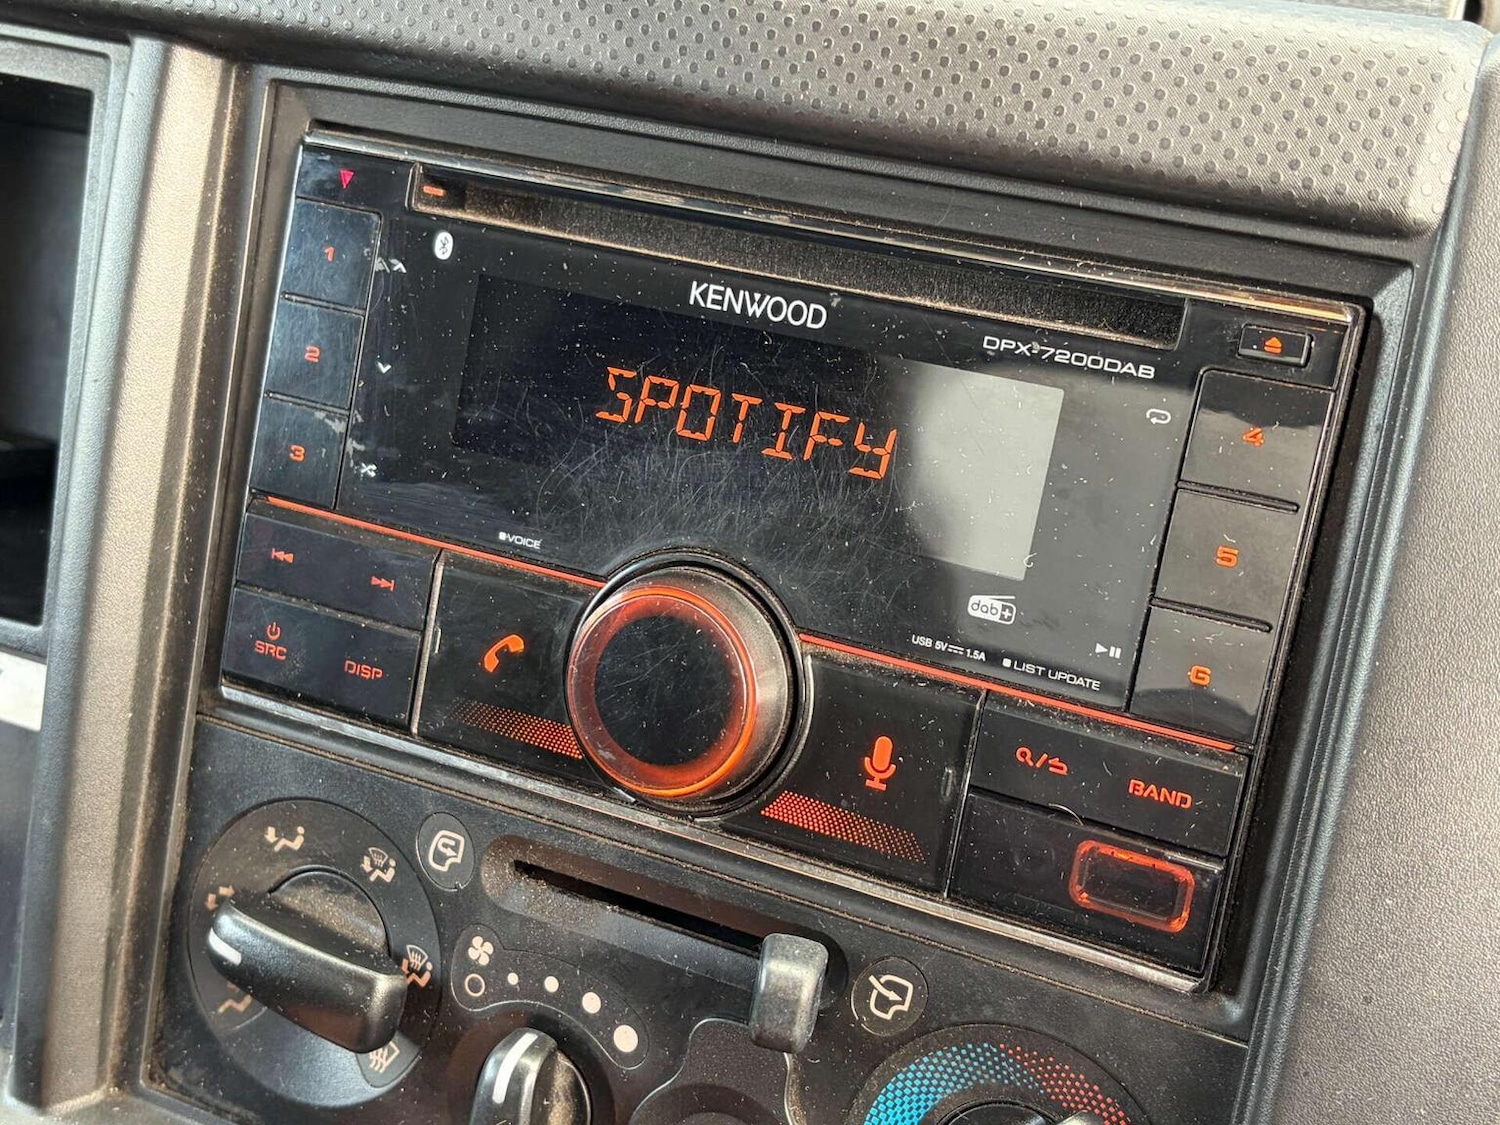 KENWOOD
DPX-7200DAB
1
2
3
SPOTIFY
4
5
6
VOICE
dab+
USB 5V 1.5A
LIST UPDATE
SRC
DISP
Q/
BAND